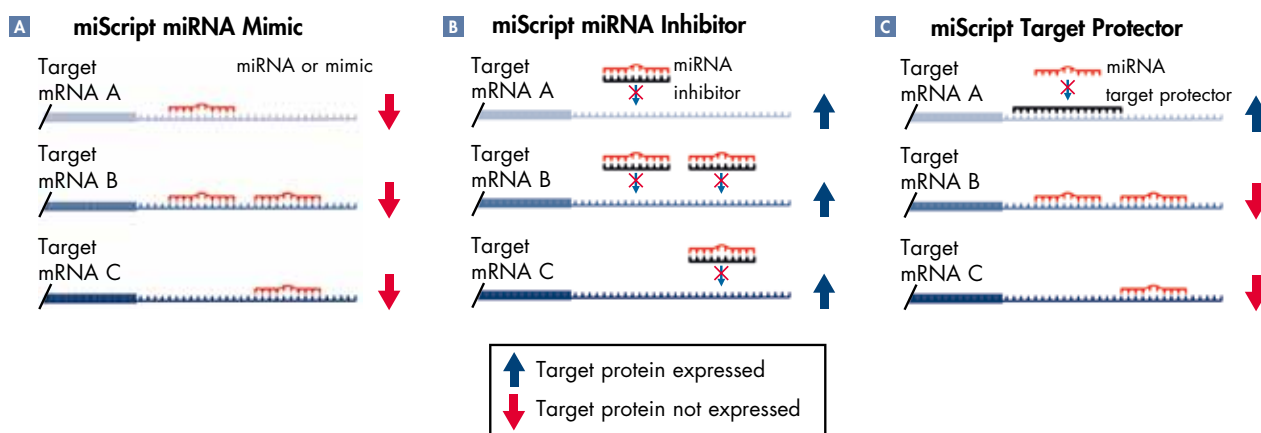 A miScript miRNA Mimic
Target
mRNA A
miRNA or mimic
Target
mRNA B
Target
mRNA C
B miScript miRNA Inhibitor
Target
mRNA A
miRNA
inhibitor
Target
mRNA B
Target
mRNA C
C miScript Target Protector
Target
mRNA A
miRNA
target protector
Target
mRNA B
Target
mRNA C
Target protein expressed
Target protein not expressed